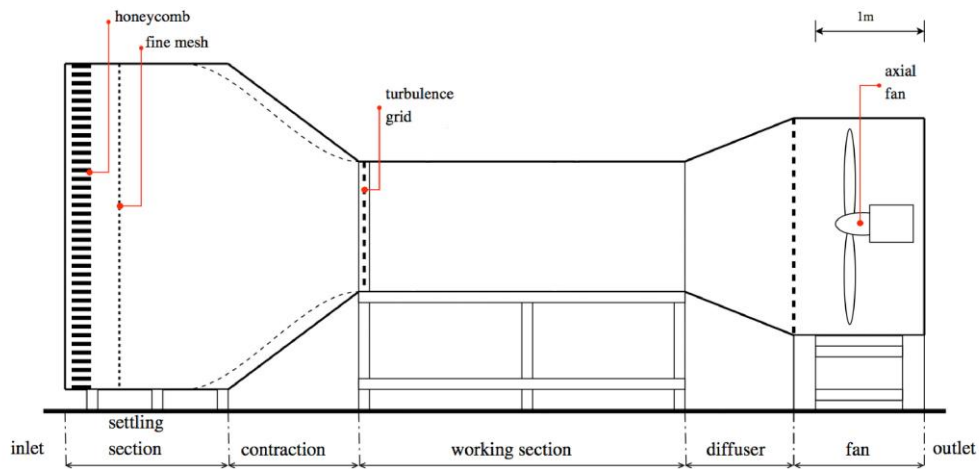 honeycomb
fine mesh
turbulence
grid
1m
axial
fan
inlet
settling
section
contraction
working section
diffuser
fan
outlet